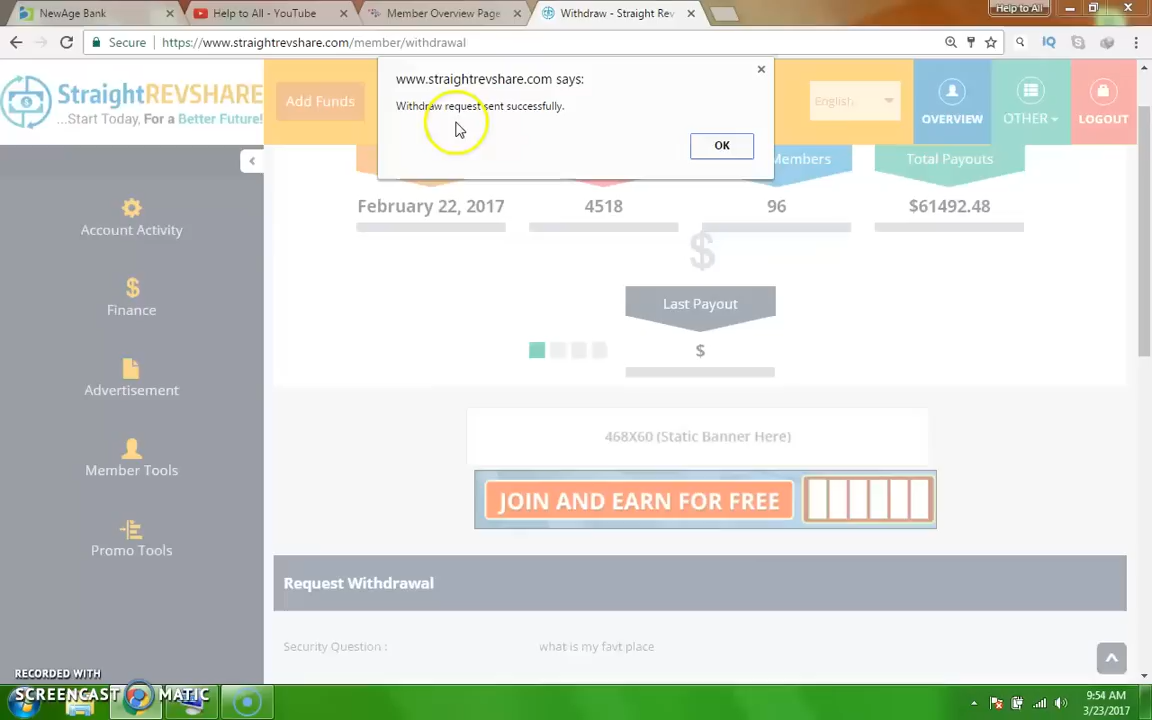 NewAge Bank
Help to All - YouTube
Member Overview Page
Withdraw - Straight Rev
Help to All
Secure
https://www.straightrevshare.com/member/withdrawal
IQ
www.straightrevshare.com says:
Withdraw request sent successfully.
OK
StraightREVSHARE
...Start Today, For a Better Future!
Add Funds
English
OVERVIEW
OTHER
LOGOUT
Members
Total Payouts
February 22, 2017
4518
96
$61492.48
$
Last Payout
$
Account Activity
$
Finance
Advertisement
Member Tools
Promo Tools
468X60 (Static Banner Here)
JOIN AND EARN FOR FREE
Request Withdrawal
Security Question :
what is my favt place
RECORDED WITH
SCREENCAST MATIC
9:54 AM
3/23/2017